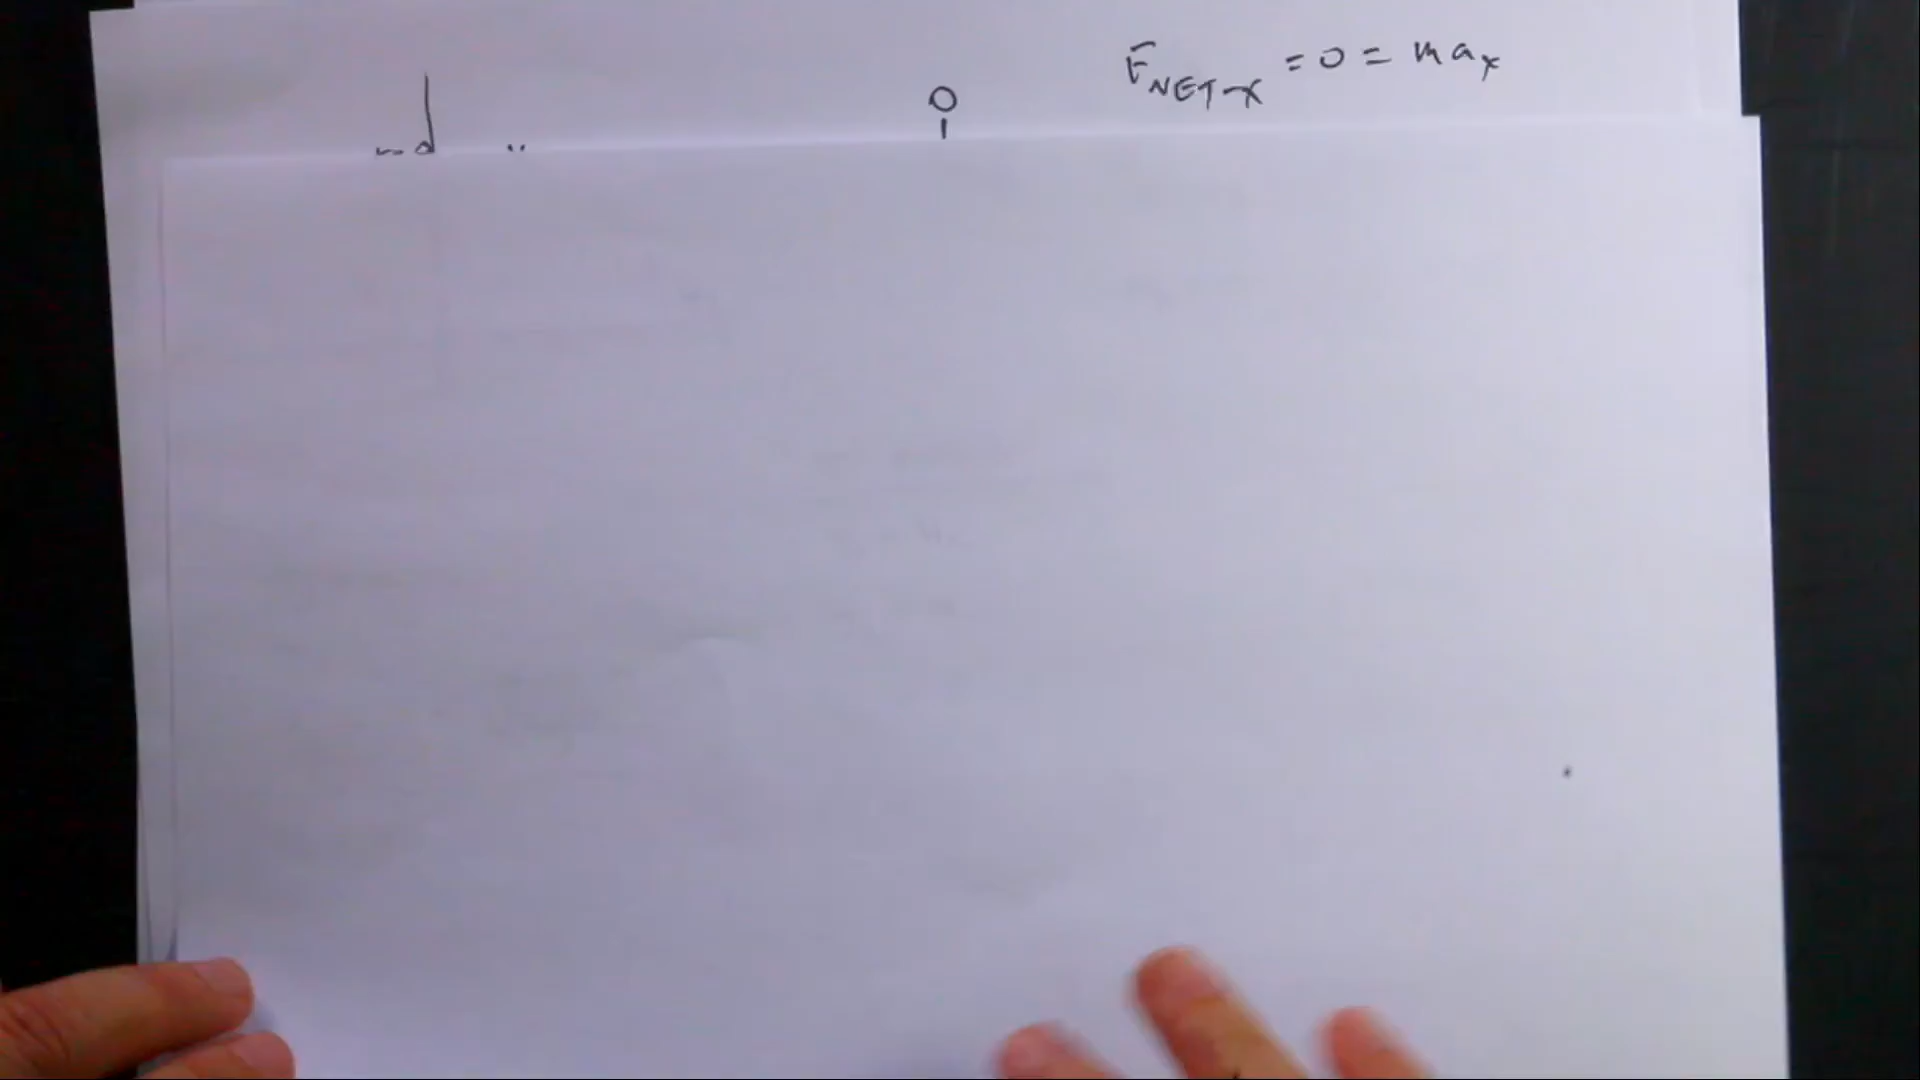 F_NET-X = 0 = ma_x